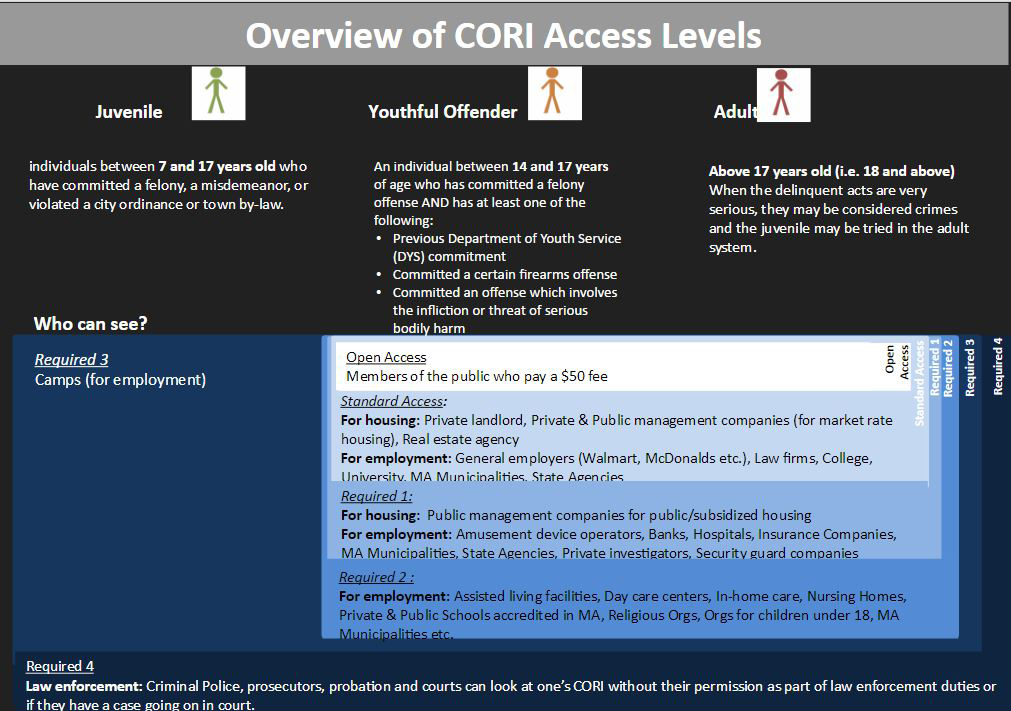 Overview of CORI Access Levels
Juvenile
individuals between 7 and 17 years old who
have committed a felony, a misdemeanor, or
violated a city ordinance or town by-law.
Youthful Offender
An individual between 14 and 17 years
of age who has committed a felony
offense AND has at least one of the
following:
• Previous Department of Youth Service
(DYS) commitment
• Committed a certain firearms offense
• Committed an offense which involves
the infliction or threat of serious
bodily harm
Adult
Above 17 years old (i.e. 18 and above)
When the delinquent acts are very
serious, they may be considered crimes
and the juvenile may be tried in the adult
system.
Who can see?
Required 3
Camps (for employment)
Open Access
Members of the public who pay a $50 fee
Standard Access:
For housing: Private landlord, Private & Public management companies (for market rate
housing), Real estate agency
For employment: General employers (Walmart, McDonalds etc.), Law firms, College,
University, MA Municipalities, State Agencies
Required 1:
For housing: Public management companies for public/subsidized housing
For employment: Amusement device operators, Banks, Hospitals, Insurance Companies,
MA Municipalities, State Agencies, Private investigators, Security guard companies
Required 2 :
For employment: Assisted living facilities, Day care centers, In-home care, Nursing Homes,
Private & Public Schools accredited in MA, Religious Orgs, Orgs for children under 18, MA
Municipalities etc.
Open
Access
Standard Access
Required 1
Required 2
Required 3
Required 4
Required 4
Law enforcement: Criminal Police, prosecutors, probation and courts can look at one's CORI without their permission as part of law enforcement duties or
if they have a case going on in court.